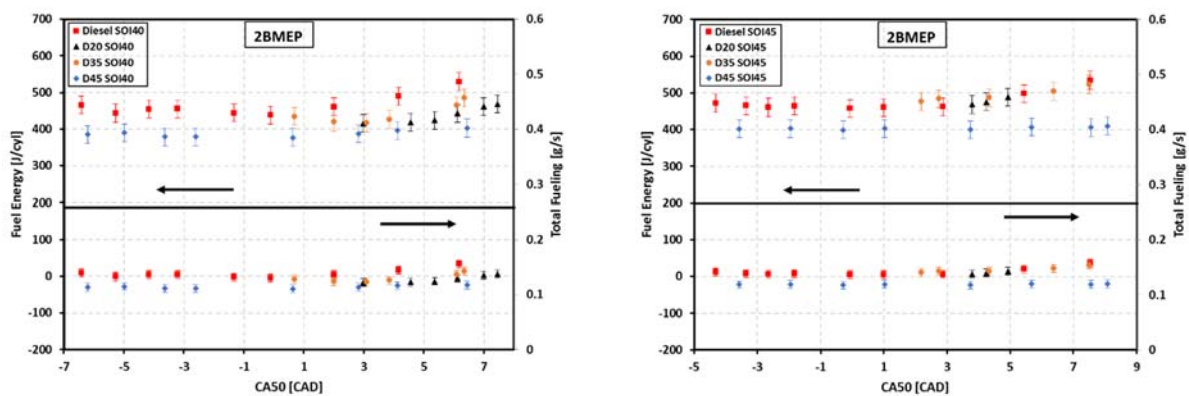 2BMEP
Diesel SOI40
D20 SOI40
D35 SOI40
D45 SOI40
Fuel Energy [J/cyl]
700
600
500
400
300
200
100
0
-100
-200
0.6
0.5
0.4
0.3
0.2
0.1
0
Total Fueling [g/s]
-7 -5 -3 -1 1 3 5 7
CA50 [CAD]
2BMEP
Diesel SOI45
D20 SOI45
D35 SOI45
D45 SOI45
Fuel Energy [J/cyl]
700
600
500
400
300
200
100
0
-100
-200
0.6
0.5
0.4
0.3
0.2
0.1
0
Total Fueling [g/s]
-5 -3 -1 1 3 5 7 9
CA50 [CAD]